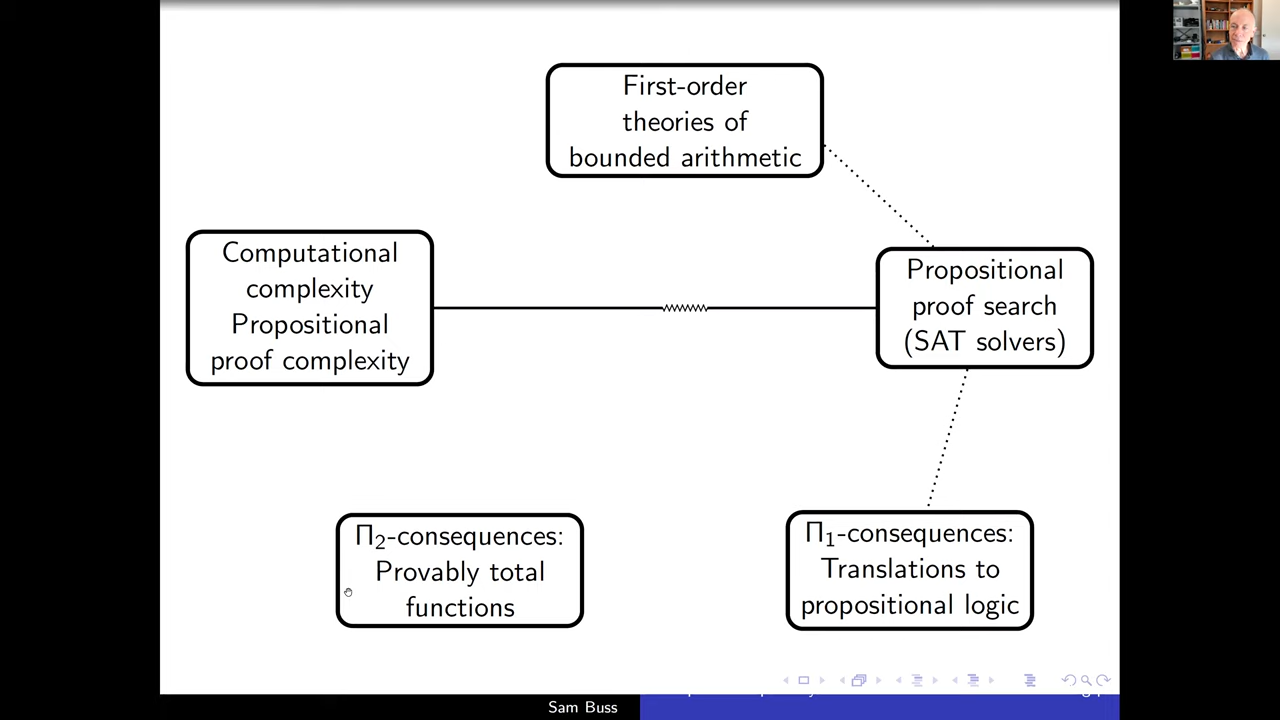 First-order
theories of
bounded arithmetic
Computational
complexity
Propositional
proof complexity
Propositional
proof search
(SAT solvers)
Π₂-consequences:
Provably total
functions
Π₁-consequences:
Translations to
propositional logic
Sam Buss